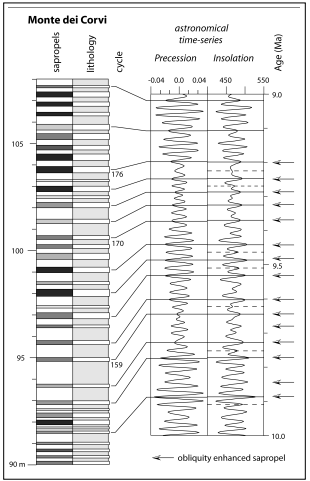 Monte dei Corvi
astronomical
time-series
Precession Insolation
sapropels
lithology
cycle
Age (Ma)
-0.04 0.0 0.04 450 550
9.0
105
176
170
100
9.5
95
159
90 m
10.0
obliquity enhanced sapropel